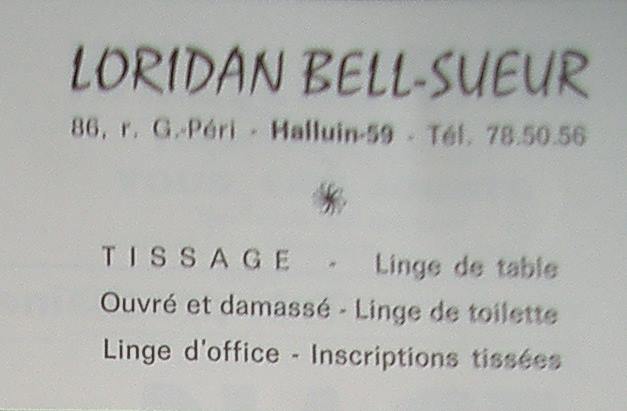 LORIDAN BELL-SUEUR
86, r. G.-Péri - Halluin-59 - Tél. 78.50.56
TISSAGE - Linge de table
Ouvré et damassé - Linge de toilette
Linge d'office - Inscriptions tissées